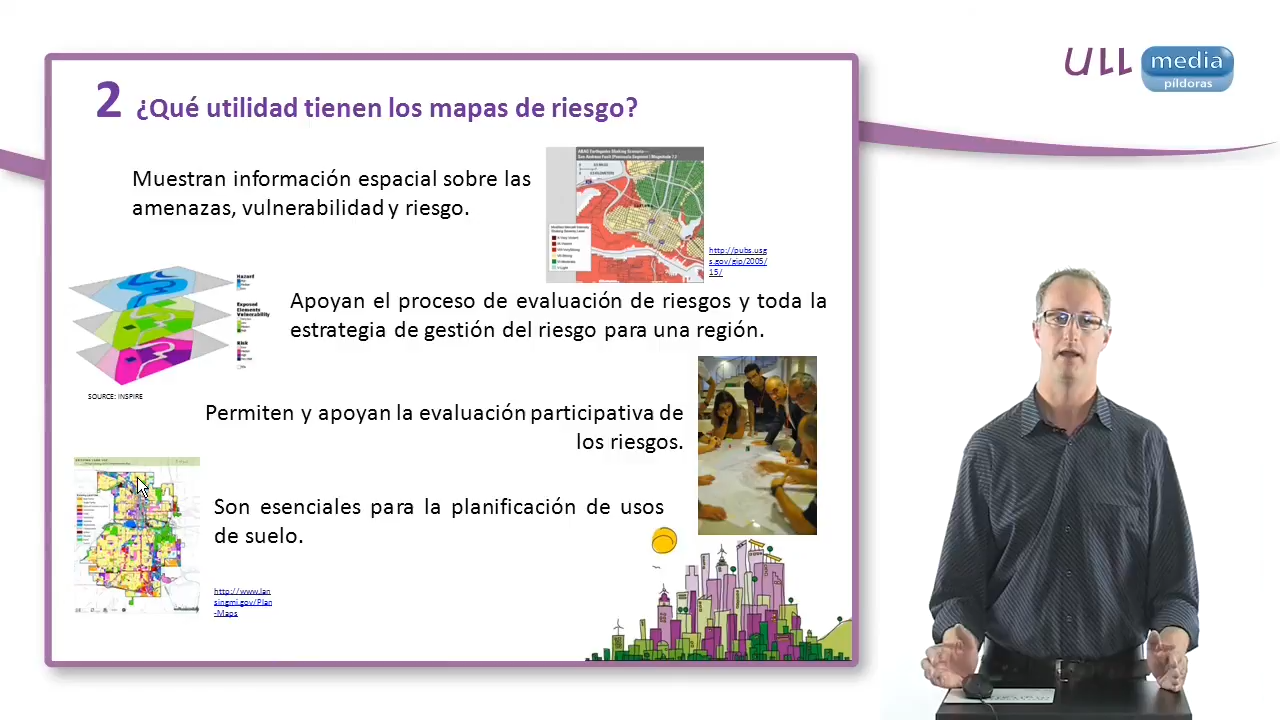 ULL media
píldoras
2 ¿Qué utilidad tienen los mapas de riesgo?
Muestran información espacial sobre las
amenazas, vulnerabilidad y riesgo.
http://pubs.usg
s.gov/gip/2005/
15/
Hazard
Exposed
Elements
Vulnerability
Risk
SOURCE: INSPIRE
Apoyan el proceso de evaluación de riesgos y toda la
estrategia de gestión del riesgo para una región.
Permiten y apoyan la evaluación participativa de
los riesgos.
Son esenciales para la planificación de usos
de suelo.
http://www.lan
singmi.gov/Plan
-Maps